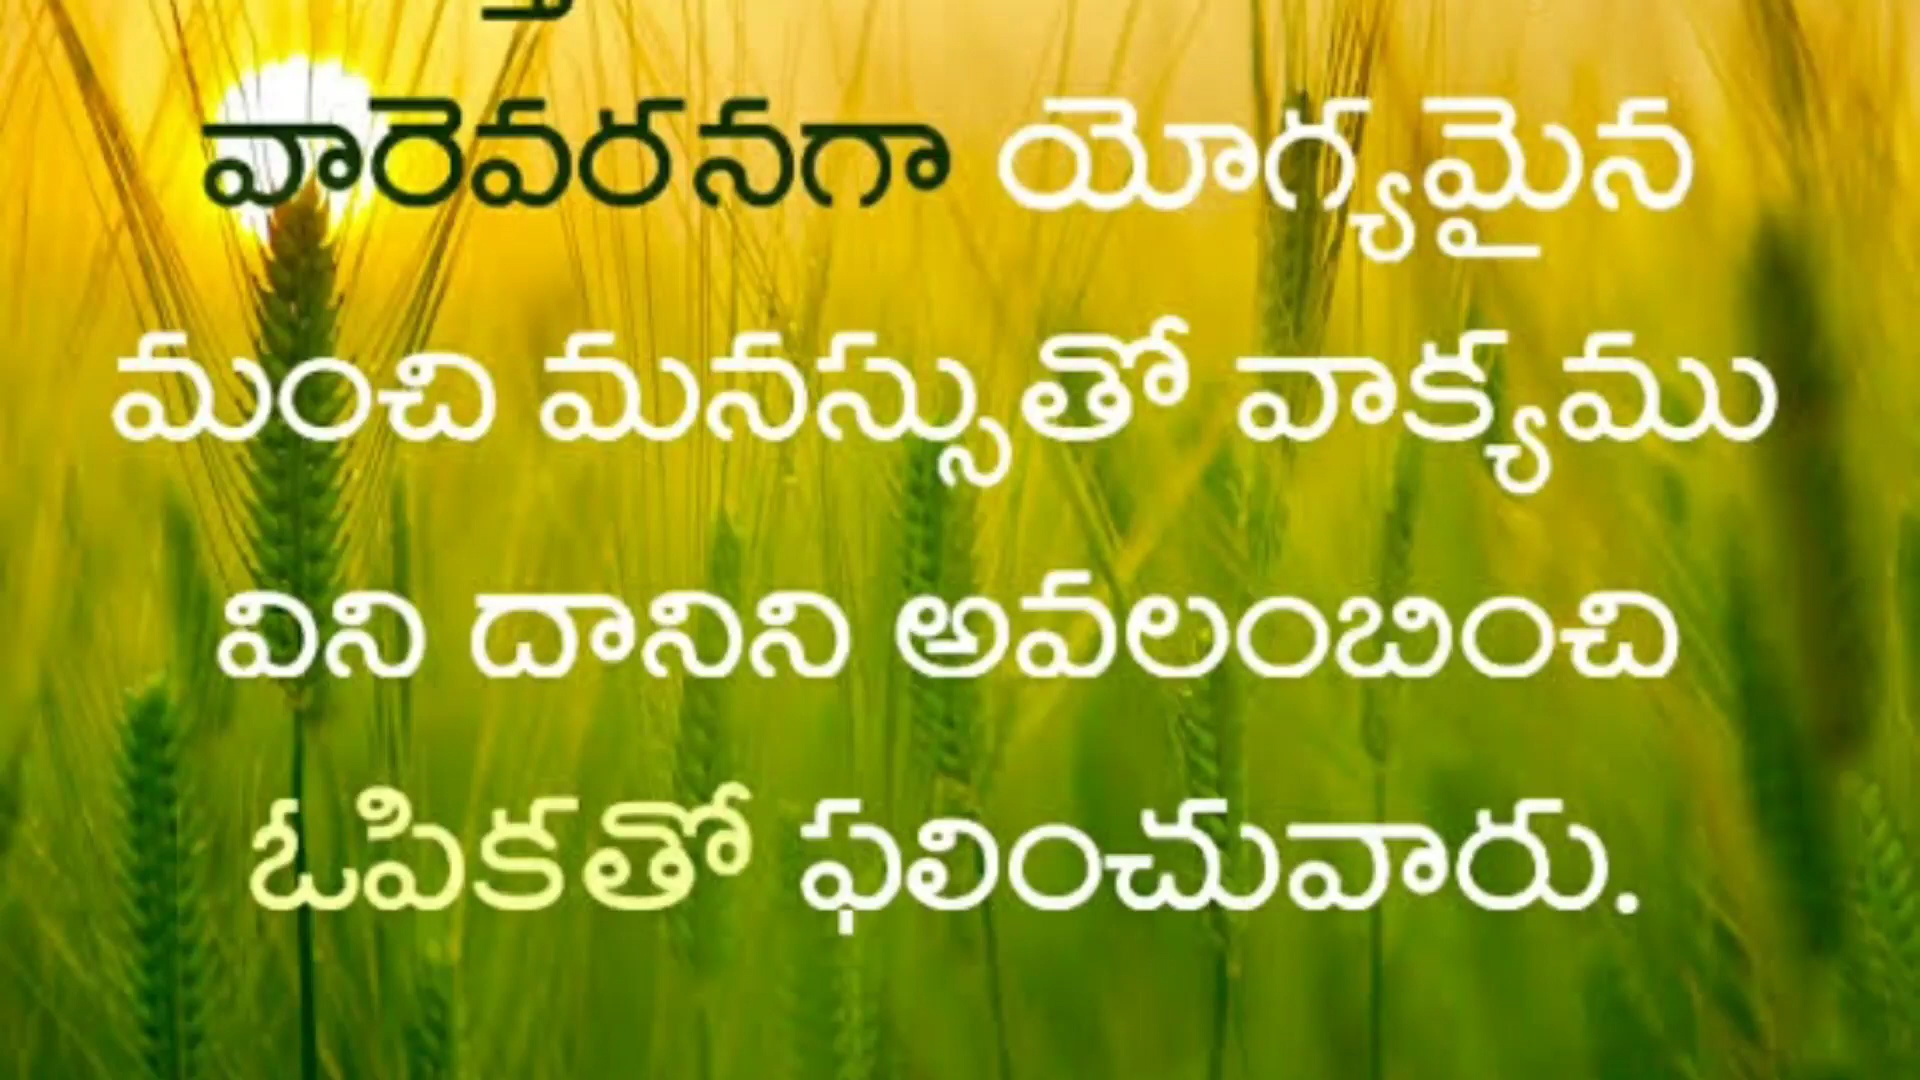 వారెవరనగా యోగ్యమైన
మంచి మనస్సుతో వాక్యము
విని దానిని అవలంబించి
ఓపికతో ఫలించువారు.